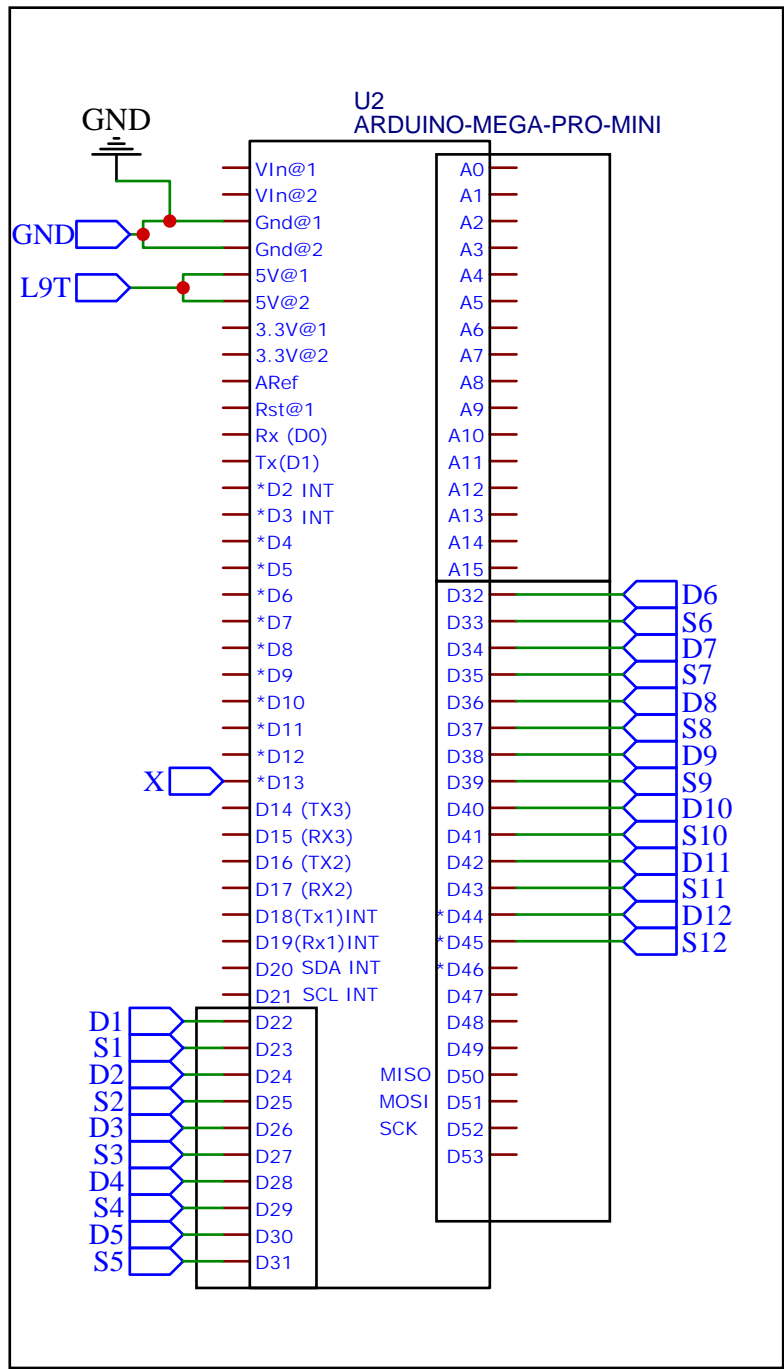 U2
ARDUINO-MEGA-PRO-MINI
GND
GND
L9T
X
D1
S1
D2
S2
D3
S3
D4
S4
D5
S5
VIn@1
VIn@2
Gnd@1
Gnd@2
5V@1
5V@2
3.3V@1
3.3V@2
ARef
Rst@1
Rx (D0)
Tx(D1)
*D2 INT
*D3 INT
*D4
*D5
*D6
*D7
*D8
*D9
*D10
*D11
*D12
*D13
D14 (TX3)
D15 (RX3)
D16 (TX2)
D17 (RX2)
D18(Tx1)INT
D19(Rx1)INT
D20 SDA INT
D21 SCL INT
D22
D23
D24
D25
D26
D27
D28
D29
D30
D31
A0
A1
A2
A3
A4
A5
A6
A7
A8
A9
A10
A11
A12
A13
A14
A15
D32
D33
D34
D35
D36
D37
D38
D39
D40
D41
D42
D43
*D44
*D45
*D46
D47
D48
D49
MISO D50
MOSI D51
SCK D52
D53
D6
S6
D7
S7
D8
S8
D9
S9
D10
S10
D11
S11
D12
S12